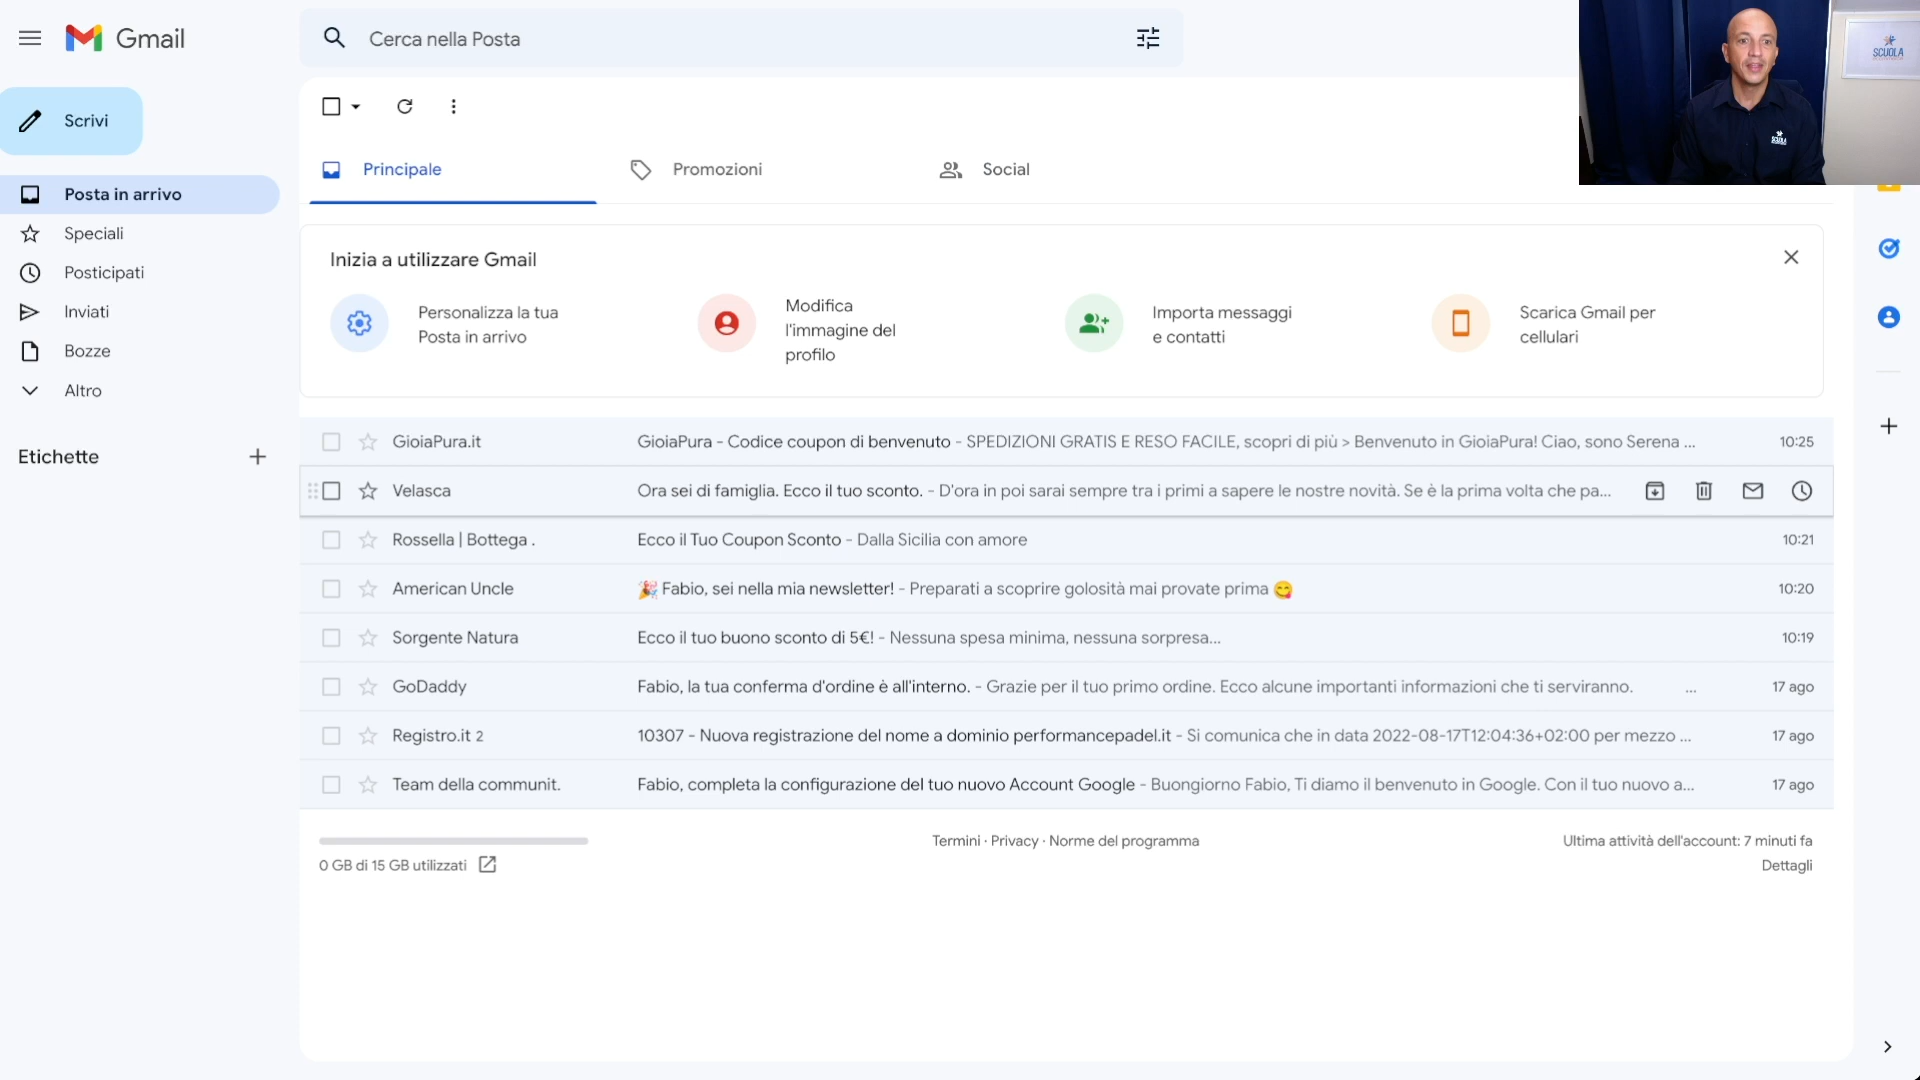 Gmail
Cerca nella Posta
SCUOLA
SCUOLA
Scrivi
Principale
Promozioni
Social
Posta in arrivo
Speciali
Posticipati
Inviati
Bozze
Altro
Etichette
Inizia a utilizzare Gmail
Personalizza la tua
Posta in arrivo
Modifica
l'immagine del
profilo
Importa messaggi
e contatti
Scarica Gmail per
cellulari
GioiaPura.it GioiaPura - Codice coupon di benvenuto - SPEDIZIONI GRATIS E RESO FACILE, scopri di più > Benvenuto in GioiaPura! Ciao, sono Serena ... 10:25
Velasca Ora sei di famiglia. Ecco il tuo sconto. - D'ora in poi sarai sempre tra i primi a sapere le nostre novità. Se è la prima volta che pa...
Rossella | Bottega . Ecco il Tuo Coupon Sconto - Dalla Sicilia con amore 10:21
American Uncle 🎉 Fabio, sei nella mia newsletter! - Preparati a scoprire golosità mai provate prima 😋 10:20
Sorgente Natura Ecco il tuo buono sconto di 5€! - Nessuna spesa minima, nessuna sorpresa... 10:19
GoDaddy Fabio, la tua conferma d'ordine è all'interno. - Grazie per il tuo primo ordine. Ecco alcune importanti informazioni che ti serviranno. ... 17 ago
Registro.it 2 10307 - Nuova registrazione del nome a dominio performancepadel.it - Si comunica che in data 2022-08-17T12:04:36+02:00 per mezzo ... 17 ago
Team della communit. Fabio, completa la configurazione del tuo nuovo Account Google - Buongiorno Fabio, Ti diamo il benvenuto in Google. Con il tuo nuovo a... 17 ago
0 GB di 15 GB utilizzati
Termini · Privacy · Norme del programma
Ultima attività dell'account: 7 minuti fa
Dettagli